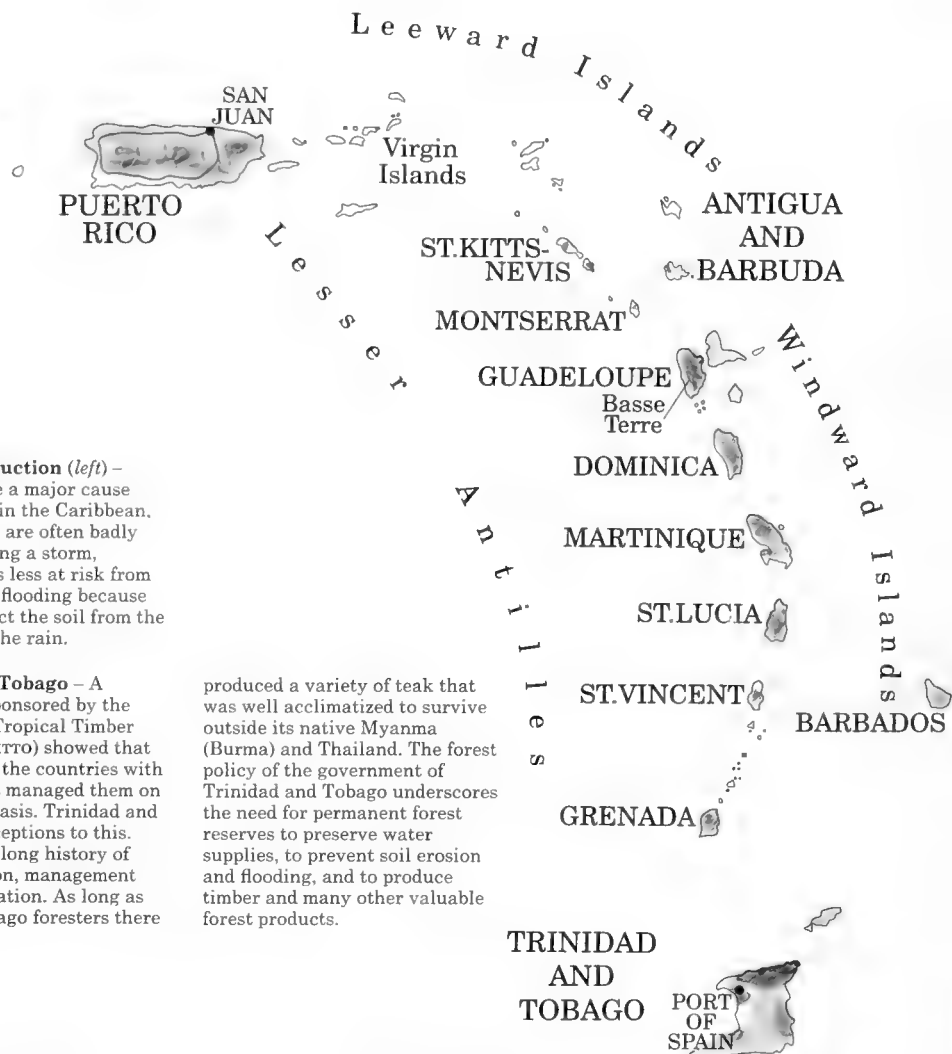 Leeward Islands
SAN
JUAN
Virgin
Islands
PUERTO
RICO
ANTIGUA
AND
BARBUDA
ST.KITTS-
NEVIS
Lesser
Antilles
MONTSERRAT
Windward Islands
GUADELOUPE
Basse
Terre
DOMINICA
MARTINIQUE
ST.LUCIA
ST.VINCENT
BARBADOS
GRENADA
TRINIDAD
AND
TOBAGO
PORT
OF
SPAIN
uction (left) –
e a major cause
in the Caribbean,
are often badly
ng a storm,
s less at risk from
flooding because
ct the soil from the
he rain.
Tobago – A
onsored by the
Tropical Timber
ITTO) showed that
the countries with
managed them on
asis. Trinidad and
eptions to this.
long history of
on, management
ation. As long as
ago foresters there
produced a variety of teak that
was well acclimatized to survive
outside its native Myanma
(Burma) and Thailand. The forest
policy of the government of
Trinidad and Tobago underscores
the need for permanent forest
reserves to preserve water
supplies, to prevent soil erosion
and flooding, and to produce
timber and many other valuable
forest products.